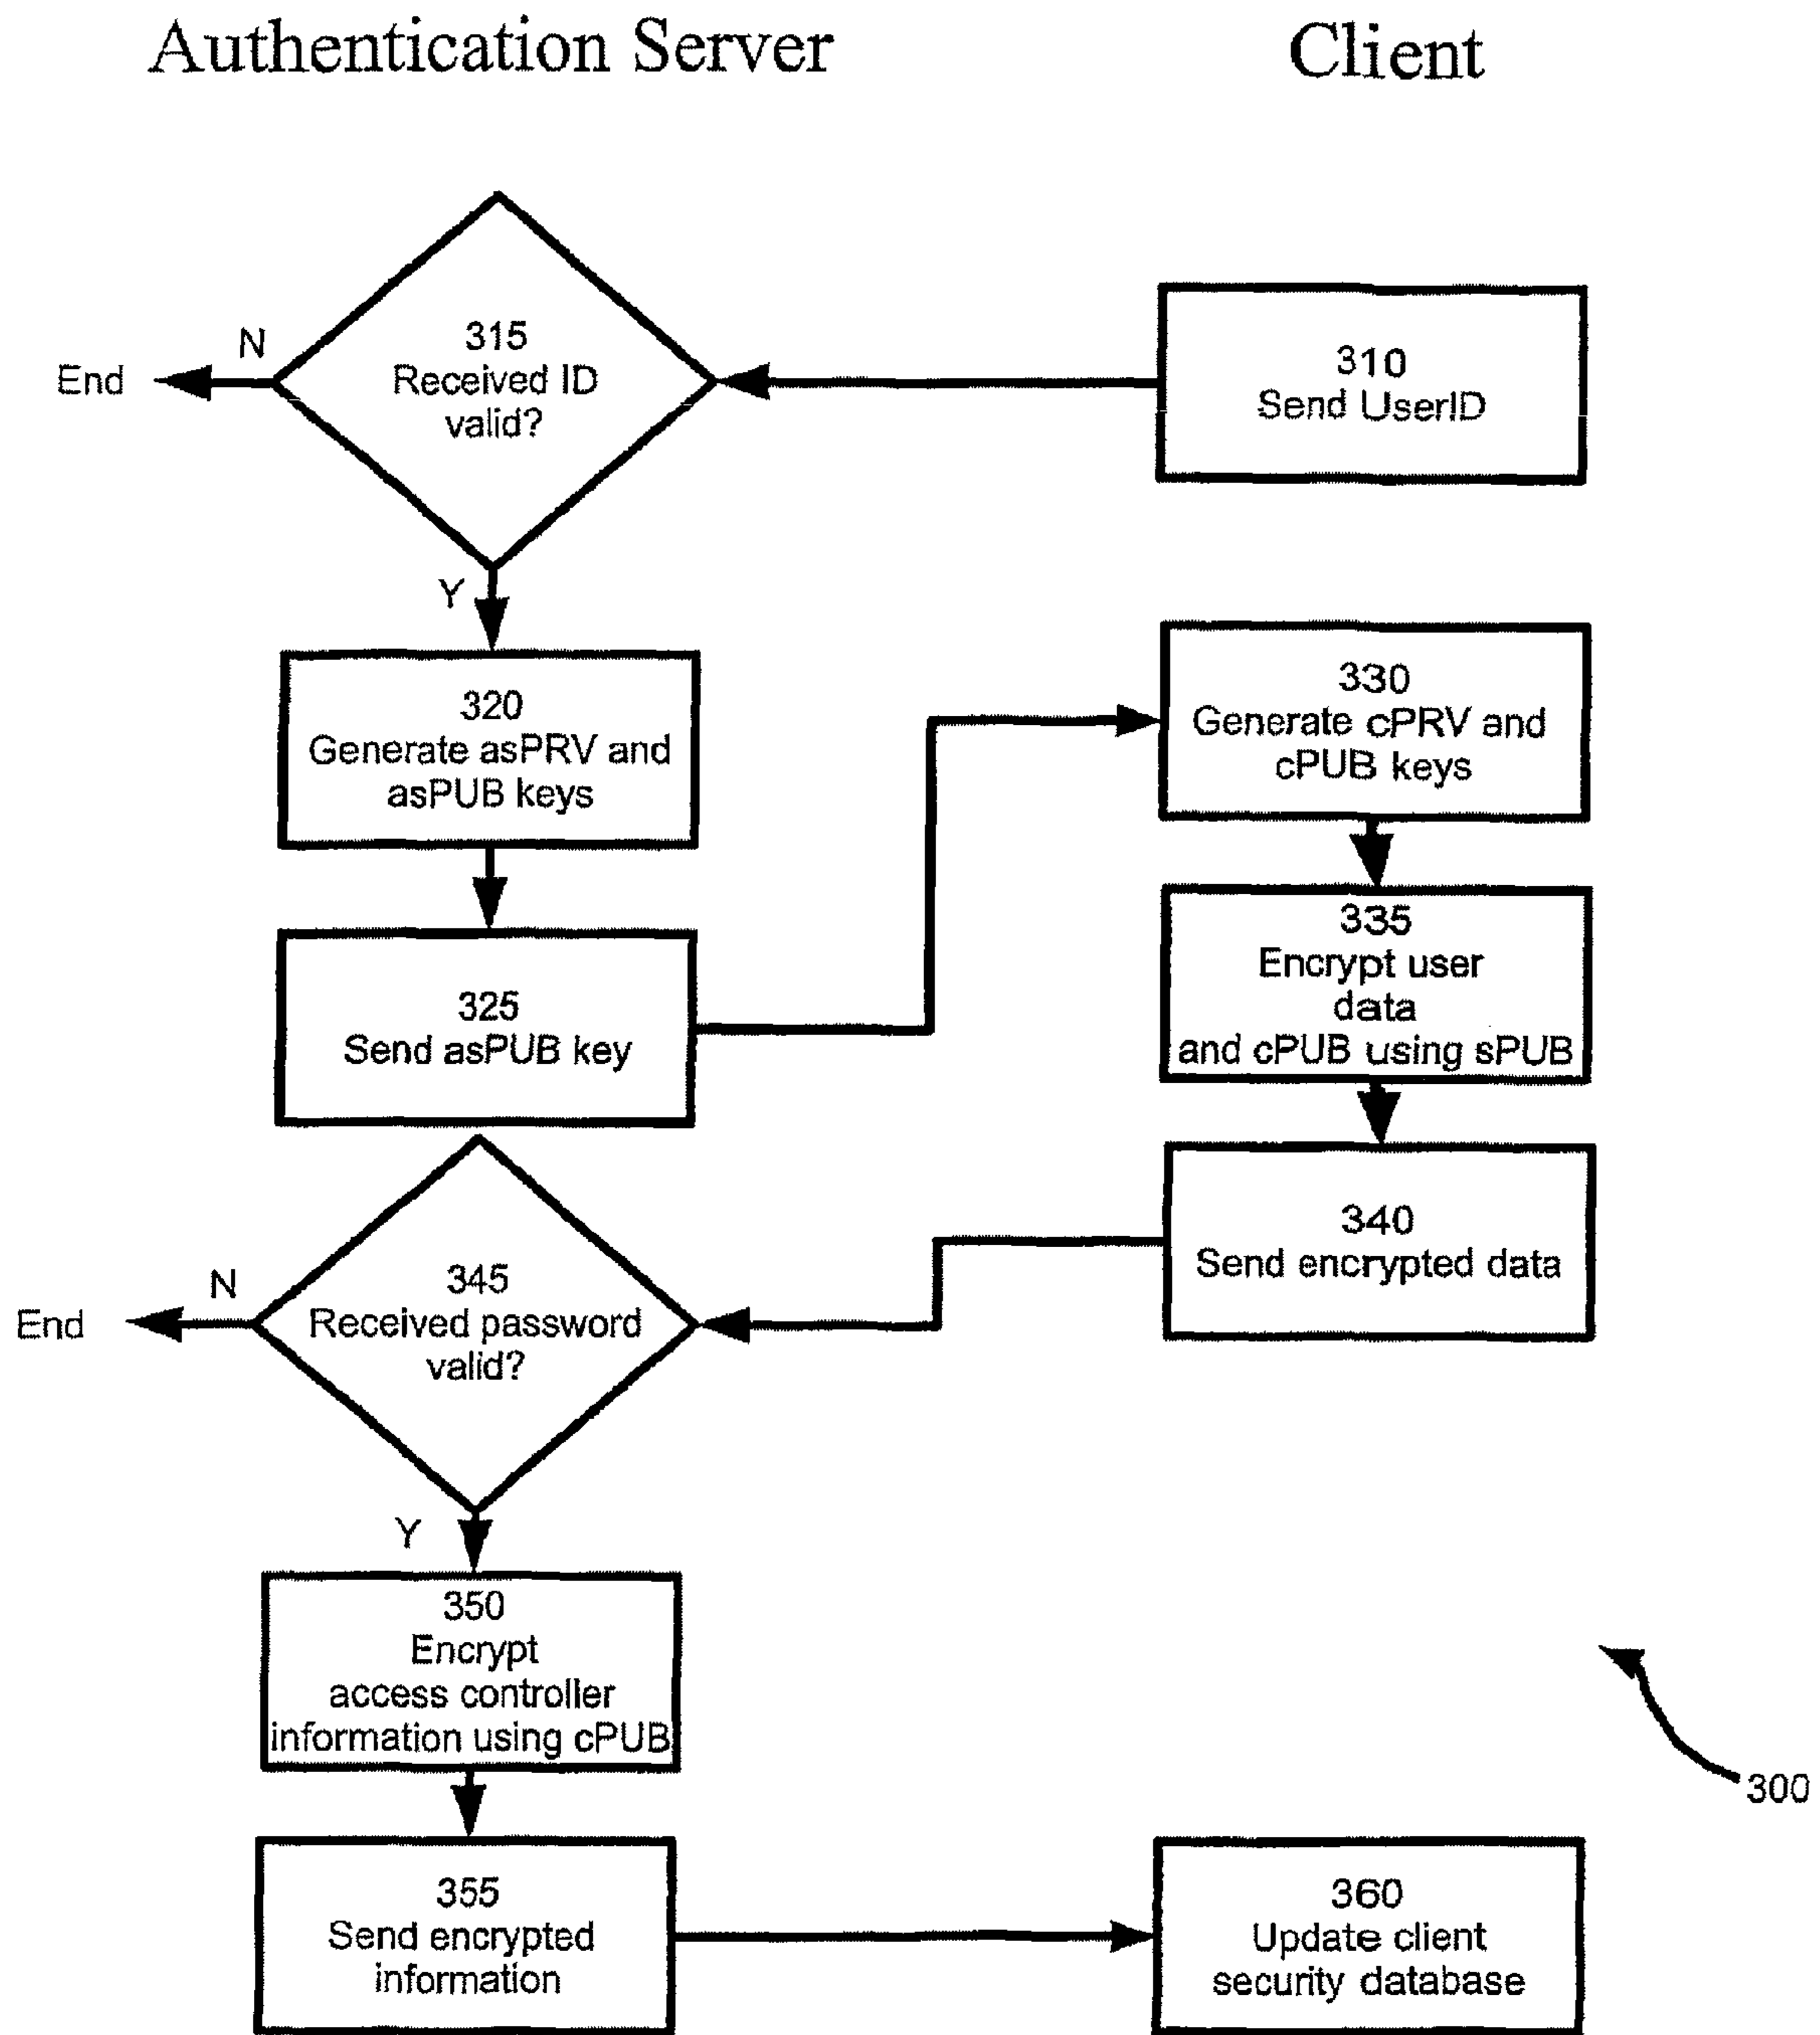 Authentication Server
Client
315
Received ID
valid?
N
End
310
Send UserID
Y
320
Generate asPRV and
asPUB keys
330
Generate cPRV and
cPUB keys
325
Send asPUB key
335
Encrypt user
data
and cPUB using sPUB
340
Send encrypted data
345
Received password
valid?
N
End
Y
350
Encrypt
access controller
information using cPUB
300
355
Send encrypted
information
360
Update client
security database